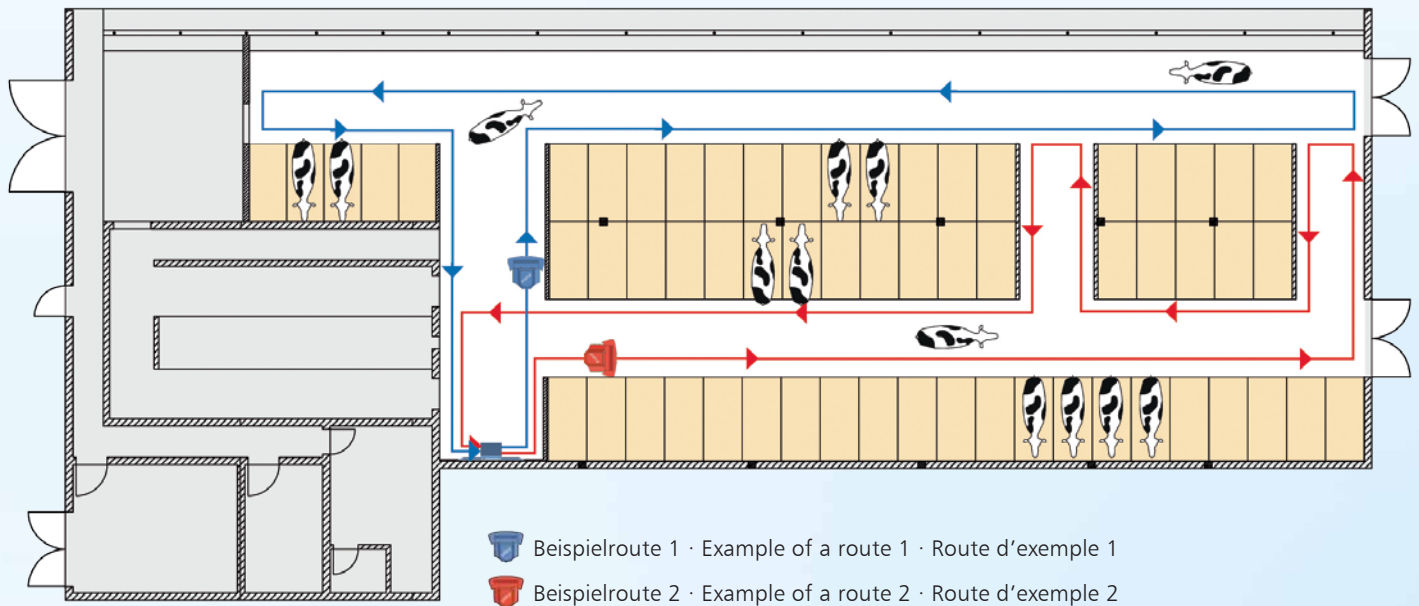 Beispielroute 1 · Example of a route 1 · Route d’exemple 1
Beispielroute 2 · Example of a route 2 · Route d’exemple 2